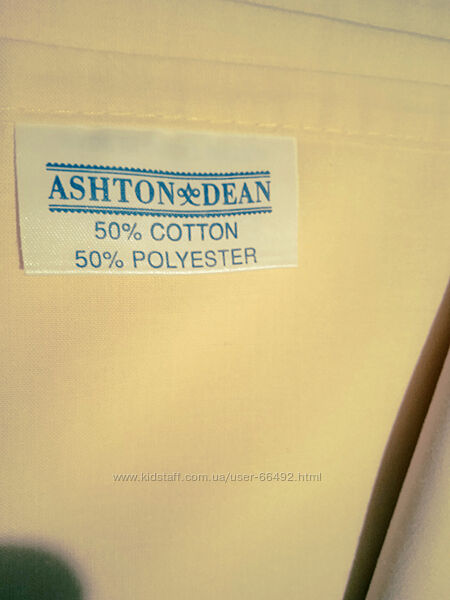 ASHTON DEAN
50% COTTON
50% POLYESTER
www.kidstaff.com.ua/user-66492.html